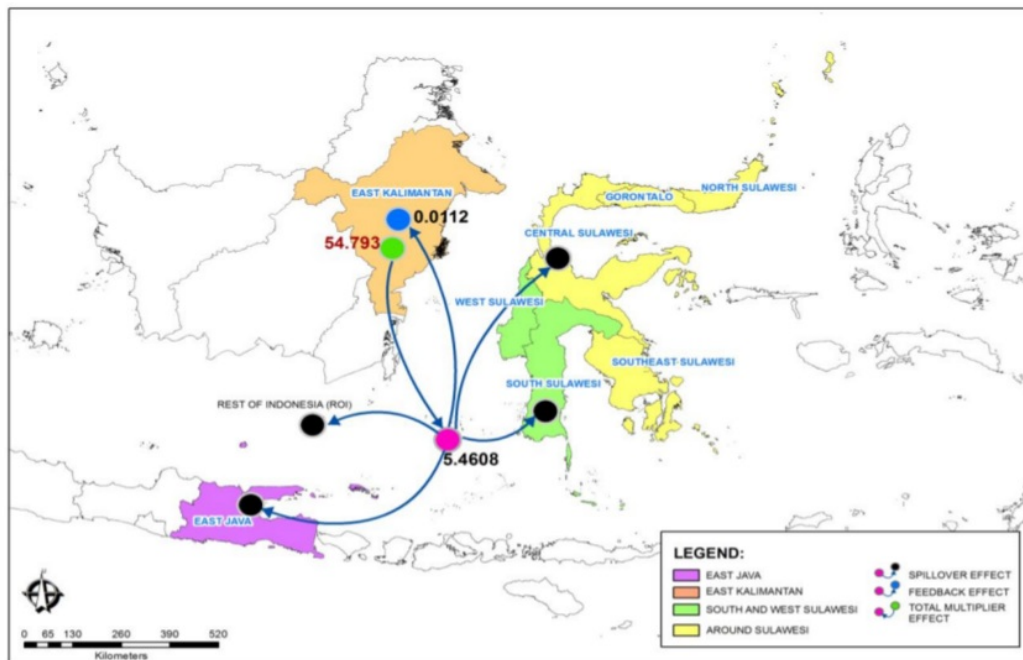 EAST KALIMANTAN
0.0112
54.793
NORTH SULAWESI
GORONTALO
CENTRAL SULAWESI
WEST SULAWESI
SOUTHEAST SULAWESI
SOUTH SULAWESI
REST OF INDONESIA (ROI)
5.4608
EAST JAVA
LEGEND:
EAST JAVA
EAST KALIMANTAN
SOUTH AND WEST SULAWESI
AROUND SULAWESI
SPILLOVER EFFECT
FEEDBACK EFFECT
TOTAL MULTIPLIER
EFFECT
0 65 130 260 390 520
Kilometers